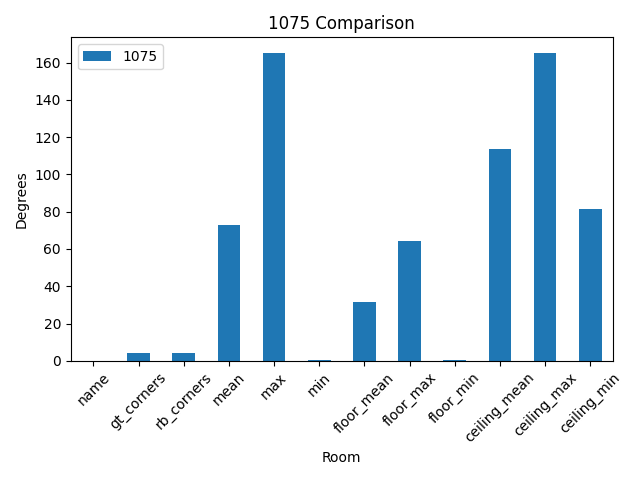 1075 Comparison
1075
Degrees
160
140
120
100
80
60
40
20
0
name
gt_corners
rb_corners
mean
max
min
floor_mean
floor_max
floor_min
ceiling_mean
ceiling_max
ceiling_min
Room